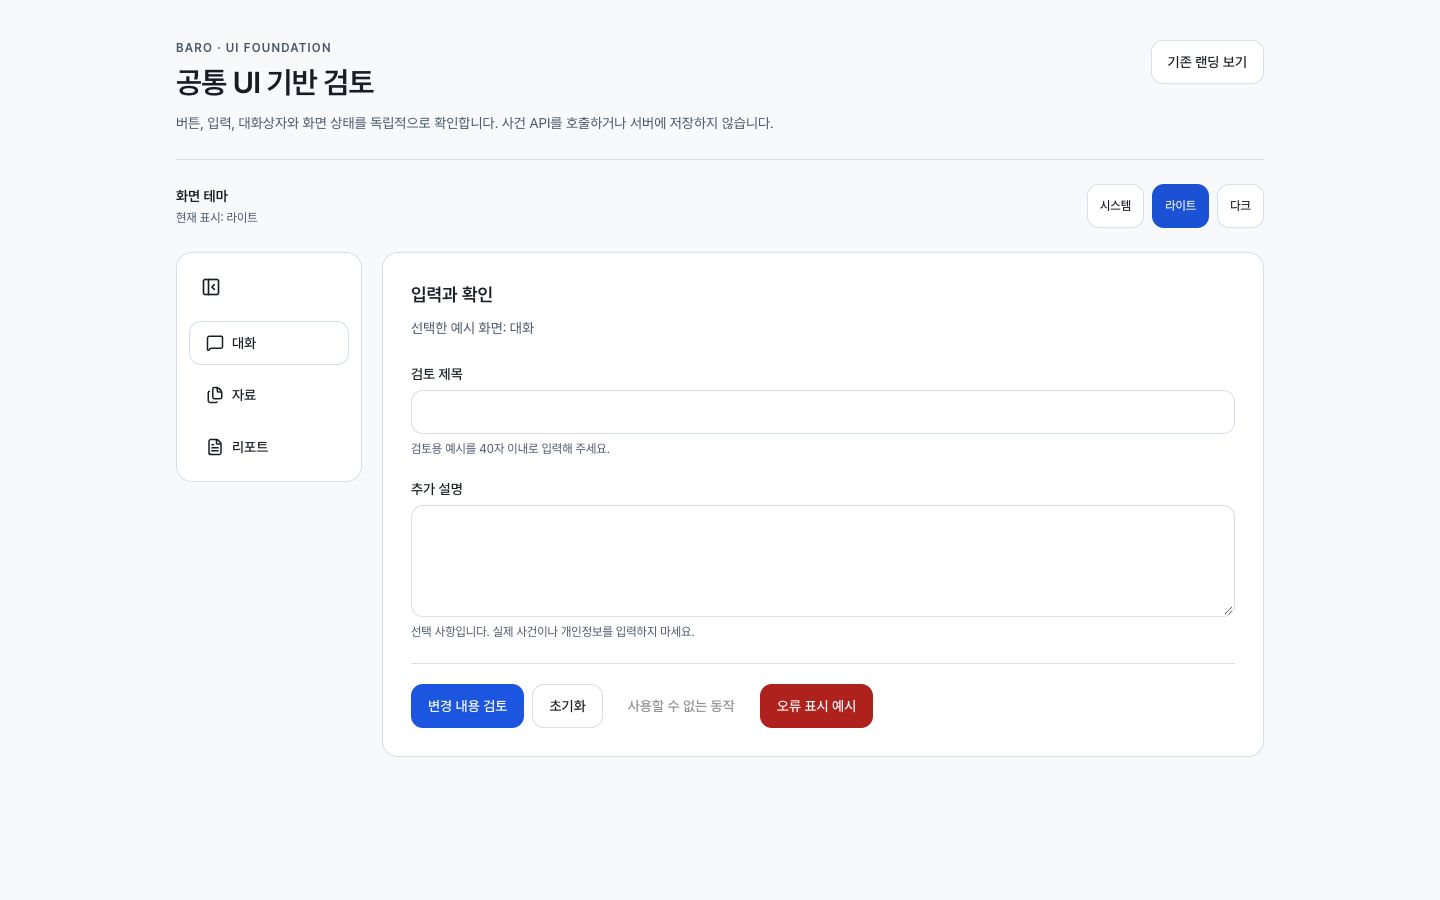 BARO · UI FOUNDATION
공통 UI 기반 검토
버튼, 입력, 대화상자와 화면 상태를 독립적으로 확인합니다. 사건 API를 호출하거나 서버에 저장하지 않습니다.
기존 랜딩 보기
화면 테마
현재 표시: 라이트
시스템
라이트
다크
대화
자료
리포트
입력과 확인
선택한 예시 화면: 대화
검토 제목
검토용 예시를 40자 이내로 입력해 주세요.
추가 설명
선택 사항입니다. 실제 사건이나 개인정보를 입력하지 마세요.
변경 내용 검토
초기화
사용할 수 없는 동작
오류 표시 예시